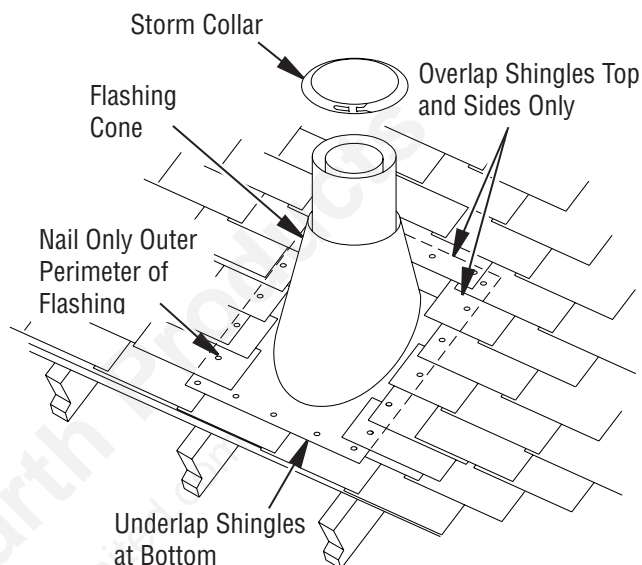 Storm Collar
Overlap Shingles Top
and Sides Only
Flashing
Cone
Nail Only Outer
Perimeter of
Flashing
Underlap Shingles
at Bottom